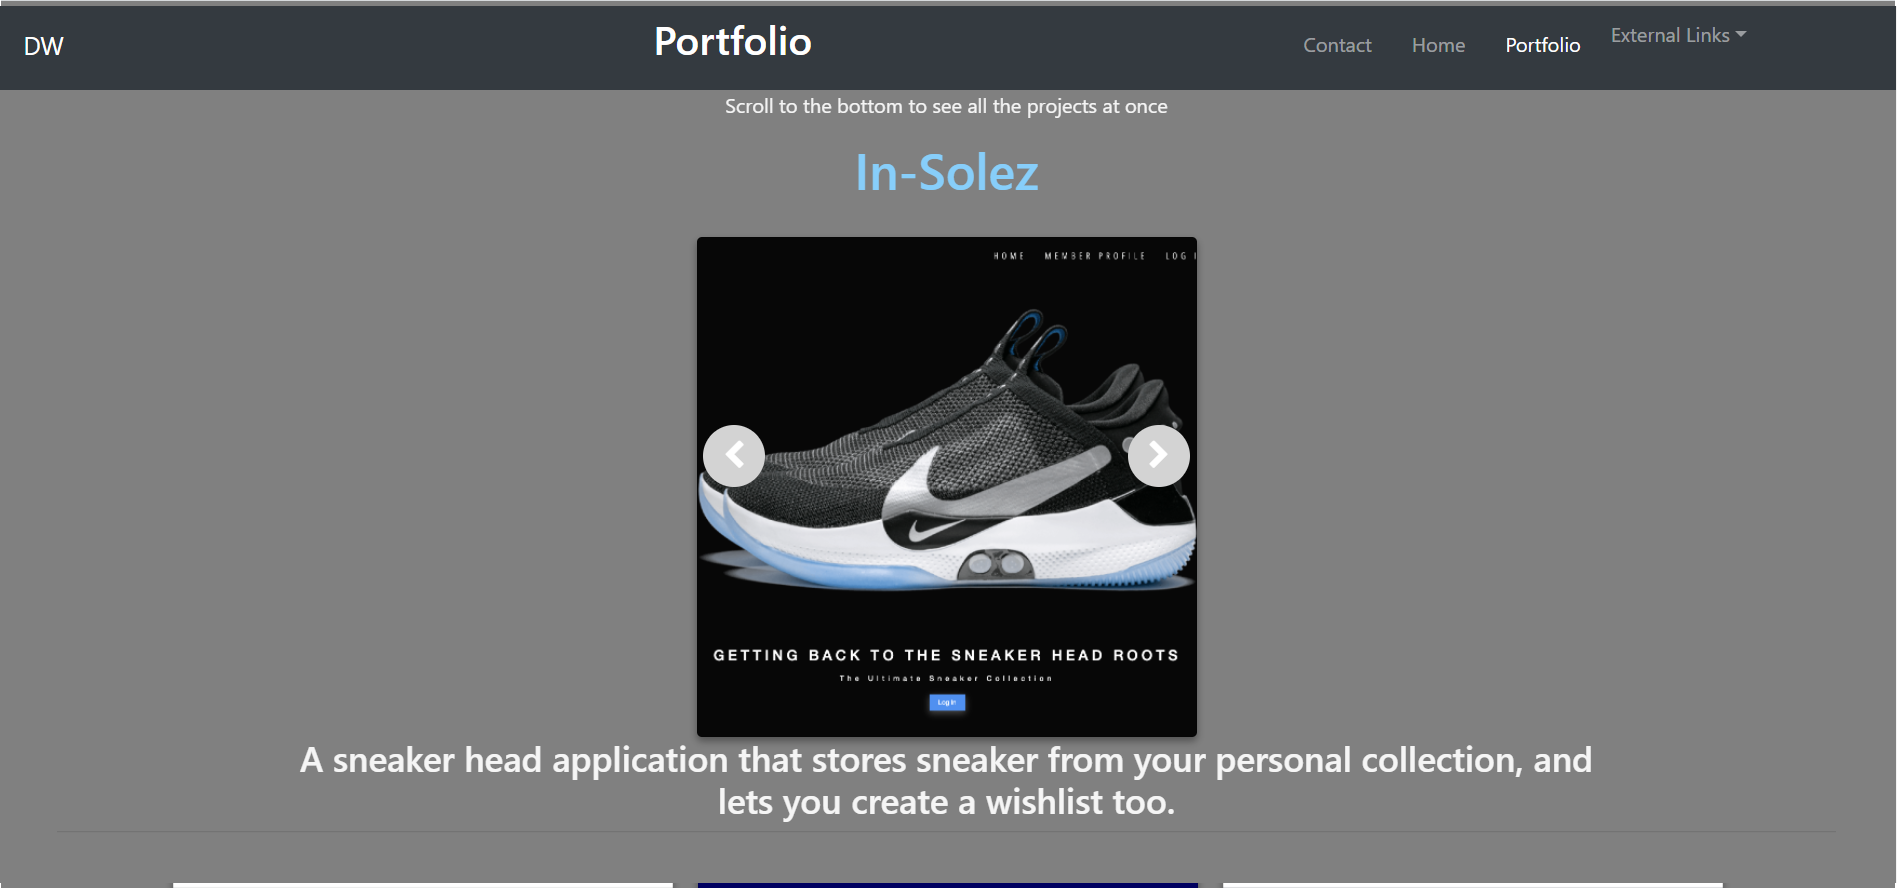 DW
Portfolio
Contact Home Portfolio External Links
Scroll to the bottom to see all the projects at once
In-Solez
HOME MEMBER PROFILE LOG
GETTING BACK TO THE SNEAKER HEAD ROOTS
The Ultimate Sneaker Collection
Log In
A sneaker head application that stores sneaker from your personal collection, and
lets you create a wishlist too.